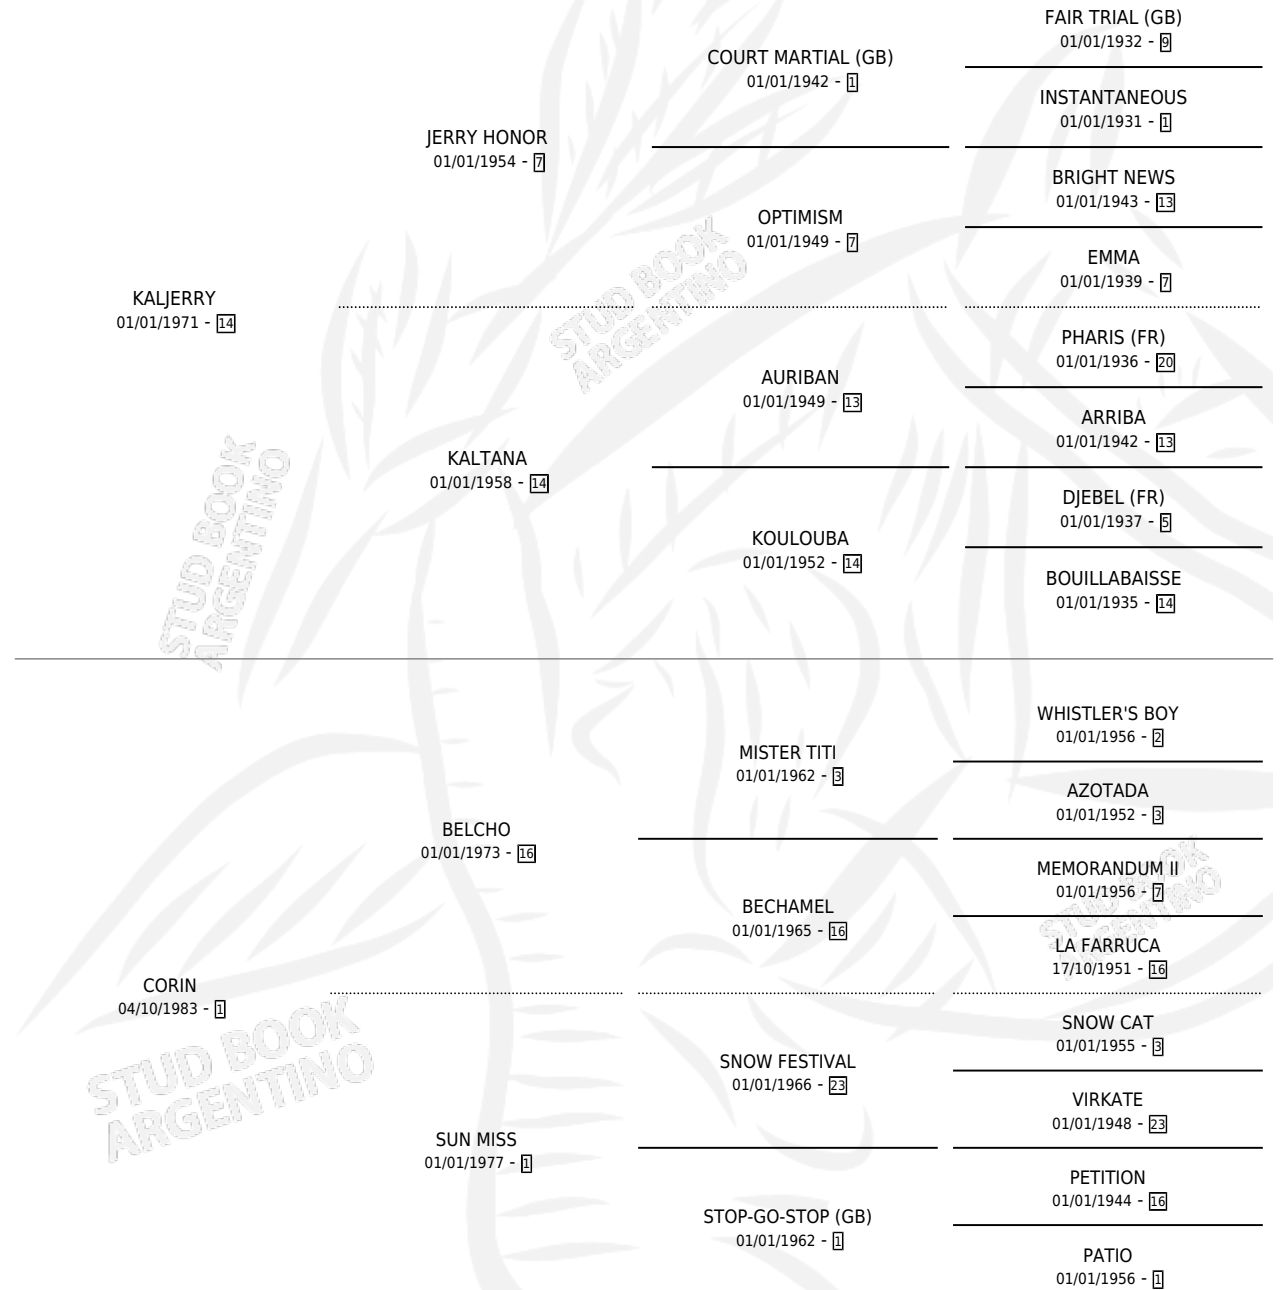 FAIR TRIAL (GB)
01/01/1932 - 9
COURT MARTIAL (GB)
01/01/1942 - 1
INSTANTANEOUS
01/01/1931 - 1
JERRY HONOR
01/01/1954 - 7
BRIGHT NEWS
01/01/1943 - 13
OPTIMISM
01/01/1949 - 7
EMMA
01/01/1939 - 7
KALJERRY
01/01/1971 - 14
PHARIS (FR)
01/01/1936 - 20
AURIBAN
01/01/1949 - 13
ARRIBA
01/01/1942 - 13
KALTANA
01/01/1958 - 14
DJEBEL (FR)
01/01/1937 - 5
KOULOUBA
01/01/1952 - 14
BOUILLABAISSE
01/01/1935 - 14
WHISTLER'S BOY
01/01/1956 - 2
MISTER TITI
01/01/1962 - 3
AZOTADA
01/01/1952 - 3
BELCHO
01/01/1973 - 16
MEMORANDUM II
01/01/1956 - 7
BECHAMEL
01/01/1965 - 16
LA FARRUCA
17/10/1951 - 16
CORIN
04/10/1983 - 1
SNOW CAT
01/01/1955 - 3
SNOW FESTIVAL
01/01/1966 - 23
VIRKATE
01/01/1948 - 23
SUN MISS
01/01/1977 - 1
PETITION
01/01/1944 - 16
STOP-GO-STOP (GB)
01/01/1962 - 1
PATIO
01/01/1956 - 1
STUD BOOK
ARGENTINO
STUD BOOK
ARGENTINO
STUD BOOK
ARGENTINO
STUD BOOK
ARGENTINO